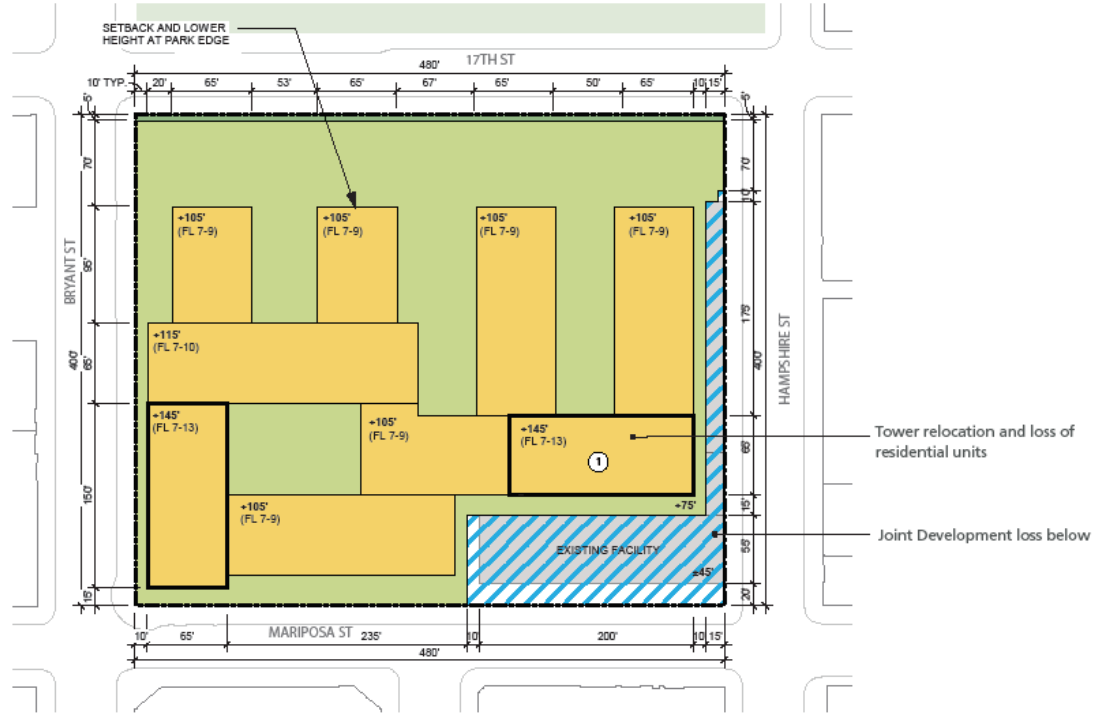 SETBACK AND LOWER
HEIGHT AT PARK EDGE
17TH ST
480'
10' TYP.
20'
65'
53'
65'
67'
65'
50'
65'
10'
15'
5'
5'
70'
70'
10'
+105'
(FL 7-9)
+105'
(FL 7-9)
+105'
(FL 7-9)
+105'
(FL 7-9)
BRYANT ST
95'
175'
HAMPSHIRE ST
+115'
(FL 7-10)
400'
65'
400'
+145'
(FL 7-13)
+105'
(FL 7-9)
+145'
(FL 7-13)
1
Tower relocation and loss of
residential units
150'
+105'
(FL 7-9)
+75'
15'
EXISTING FACILITY
Joint Development loss below
55'
±45'
15'
20'
10'
65'
MARIPOSA ST
235'
10'
200'
10'
15'
480'